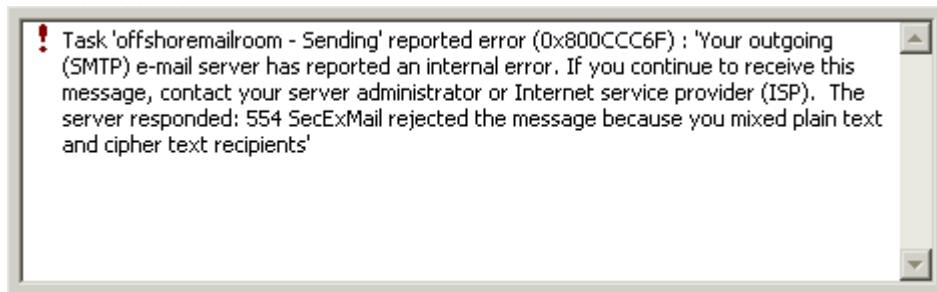 Task 'offshoremailroom - Sending' reported error (0x800CCC6F) : 'Your outgoing
(SMTP) e-mail server has reported an internal error. If you continue to receive this
message, contact your server administrator or Internet service provider (ISP).  The
server responded: 554 SecExMail rejected the message because you mixed plain text
and cipher text recipients'